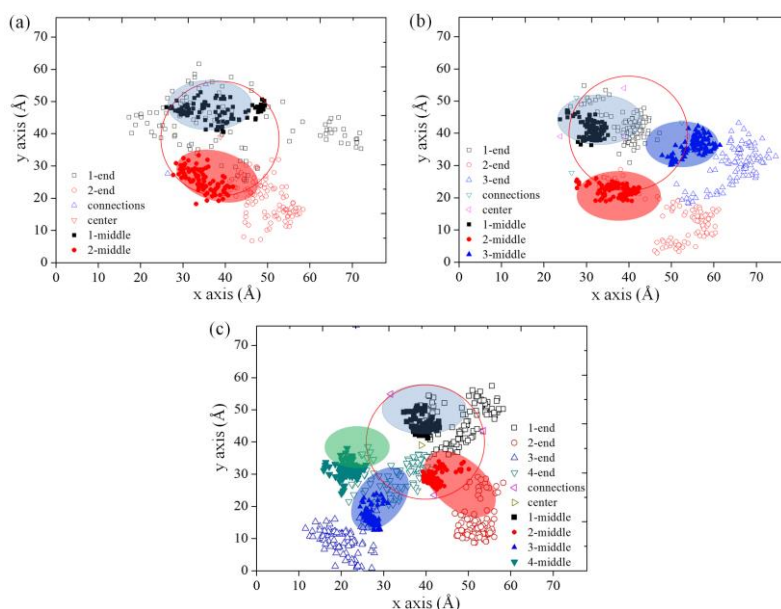 (a)
y axis (Å)
70
60
50
40
30
20
10
0
1-end
2-end
connections
center
1-middle
2-middle
0 10 20 30 40 50 60 70
x axis (Å)
(b)
y axis (Å)
70
60
50
40
30
20
10
0
1-end
2-end
3-end
connections
center
1-middle
2-middle
3-middle
0 10 20 30 40 50 60 70
x axis (Å)
(c)
y axis (Å)
70
60
50
40
30
20
10
0
1-end
2-end
3-end
4-end
connections
center
1-middle
2-middle
3-middle
4-middle
0 10 20 30 40 50 60 70
x axis (Å)